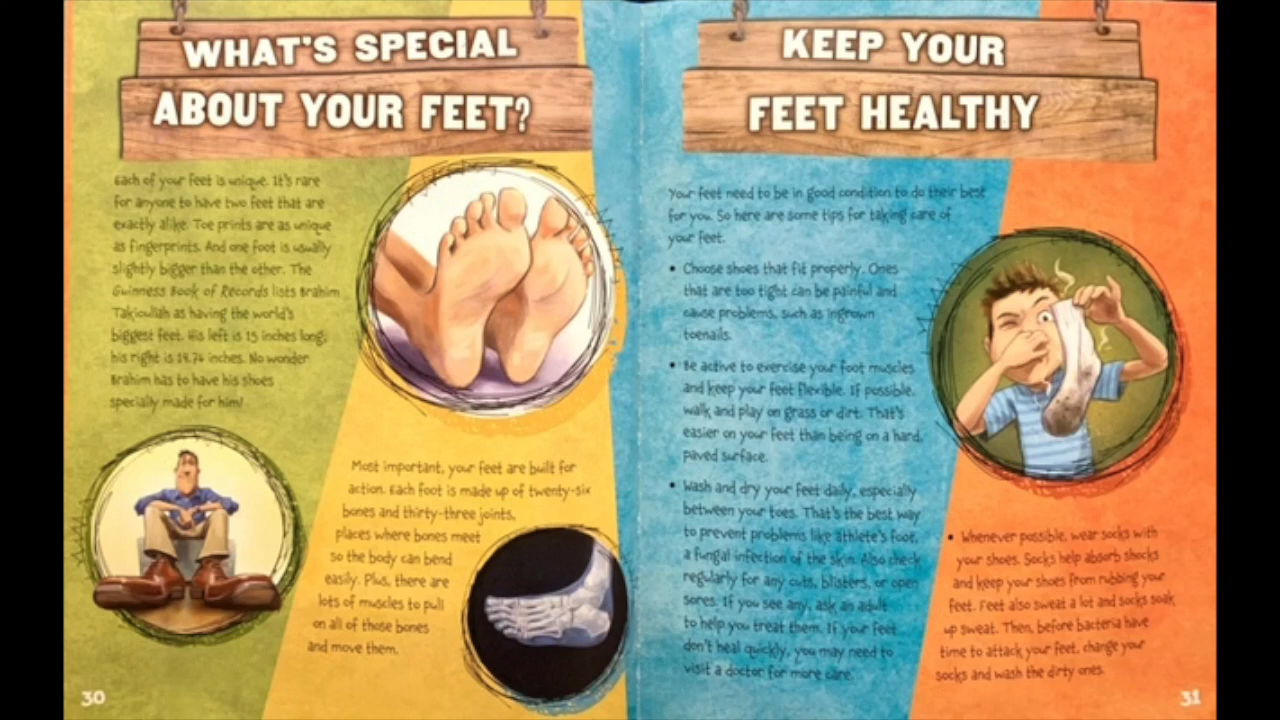 WHAT'S SPECIAL
ABOUT YOUR FEET?
Each of your feet is unique. It's rare
for anyone to have two feet that are
exactly alike. Toe prints are as unique
as fingerprints. And one foot is usually
slightly bigger than the other. The
Guinness Book of Records lists Brahim
Takioullah as having the world's
biggest feet. His left is 15 inches long;
his right is 14.76 inches. No wonder
Brahim has to have his shoes
specially made for him!
Most important, your feet are built for
action. Each foot is made up of twenty-six
bones and thirty-three joints,
places where bones meet
so the body can bend
easily. Plus, there are
lots of muscles to pull
on all of those bones
and move them.
30
KEEP YOUR
FEET HEALTHY
Your feet need to be in good condition to do their best
for you. So here are some tips for taking care of
your feet.
• Choose shoes that fit properly. Ones
that are too tight can be painful and
cause problems, such as ingrown
toenails.
• Be active to exercise your foot muscles
and keep your feet flexible. If possible,
walk and play on grass or dirt. That's
easier on your feet than being on a hard,
paved surface.
• Wash and dry your feet daily, especially
between your toes. That's the best way
to prevent problems like athlete's foot,
a fungal infection of the skin. Also check
regularly for any cuts, blisters, or open
sores. If you see any, ask an adult
to help you treat them. If your feet
don't heal quickly, you may need to
visit a doctor for more care.
• Whenever possible, wear socks with
your shoes. Socks help absorb shocks
and keep your shoes from rubbing your
feet. Feet also sweat a lot and socks soak
up sweat. Then, before bacteria have
time to attack your feet, change your
socks and wash the dirty ones.
31